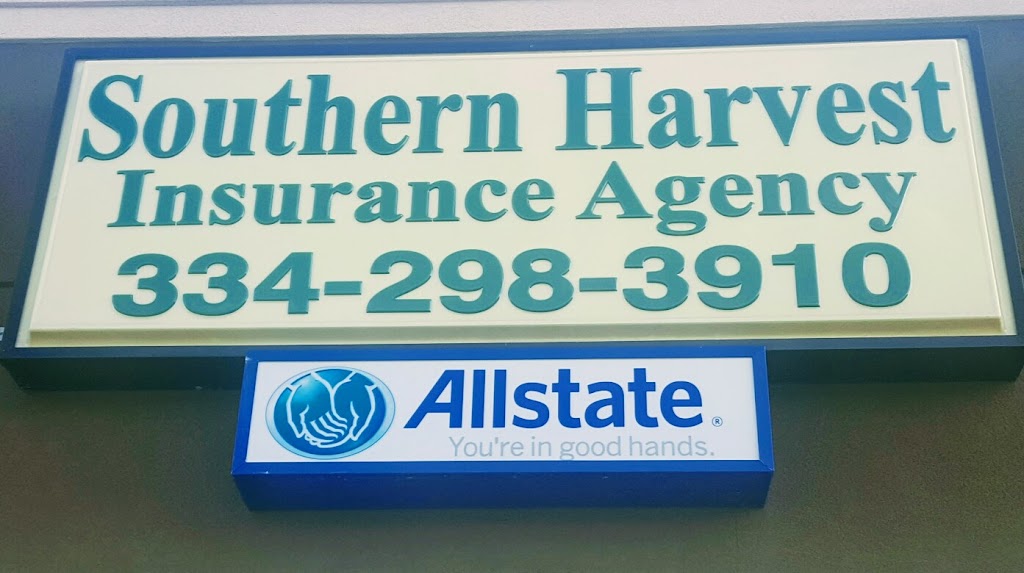 Southern Harvest
Insurance Agency
334-298-3910
Allstate®
You're in good hands.